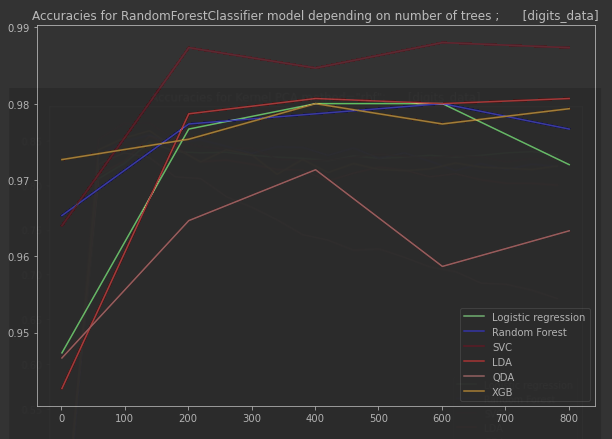 Accuracies for RandomForestClassifier model depending on number of trees ; [digits_data]
0.99
0.98
0.97
0.96
0.95
0 100 200 300 400 500 600 700 800
Logistic regression
Random Forest
SVC
LDA
QDA
XGB